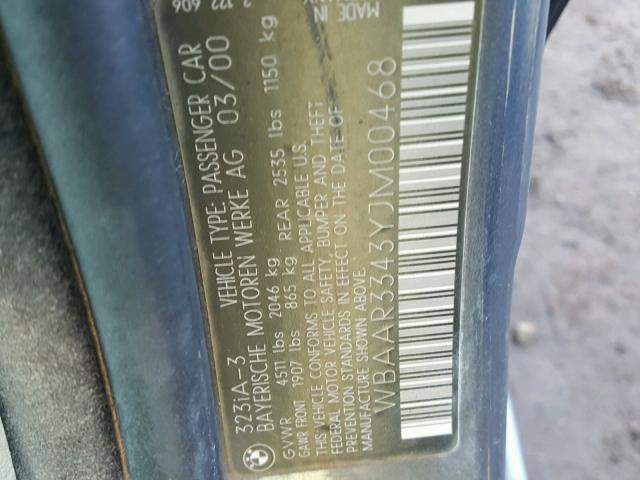 323iA-3 VEHICLE TYPE: PASSENGER CAR
BAYERISCHE MOTOREN WERKE AG 03/00
GVWR 4511 lbs 2046 kg
GAWR FRONT 1907 lbs 865 kg REAR 2535 lbs 1150 kg
THIS VEHICLE CONFORMS TO ALL APPLICABLE U.S.
FEDERAL MOTOR VEHICLE SAFETY, BUMPER AND THEFT
PREVENTION STANDARDS IN EFFECT ON THE DATE OF
MANUFACTURE SHOWN ABOVE
WBAAR3343YJM00468
MADE IN